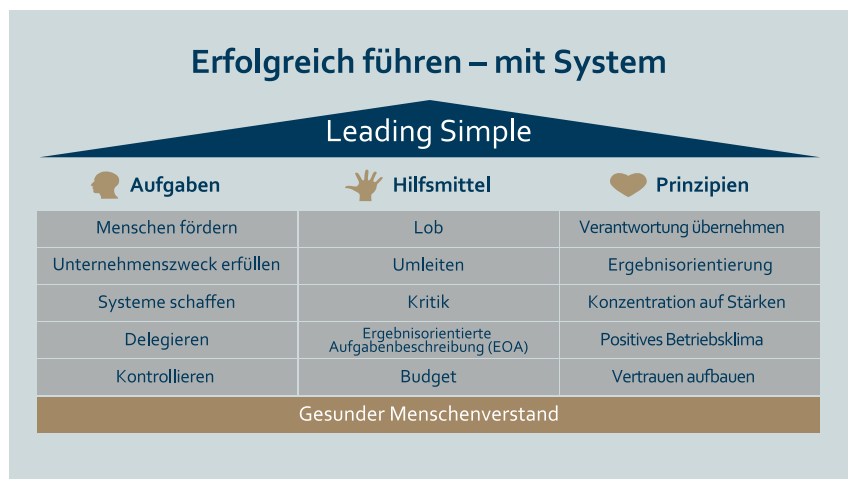 Erfolgreich führen – mit System
Leading Simple
Aufgaben
Hilfsmittel
Prinzipien
Menschen fördern
Lob
Verantwortung übernehmen
Unternehmenszweck erfüllen
Umleiten
Ergebnisorientierung
Systeme schaffen
Kritik
Konzentration auf Stärken
Delegieren
Ergebnisorientierte
Aufgabenbeschreibung (EOA)
Positives Betriebsklima
Kontrollieren
Budget
Vertrauen aufbauen
Gesunder Menschenverstand